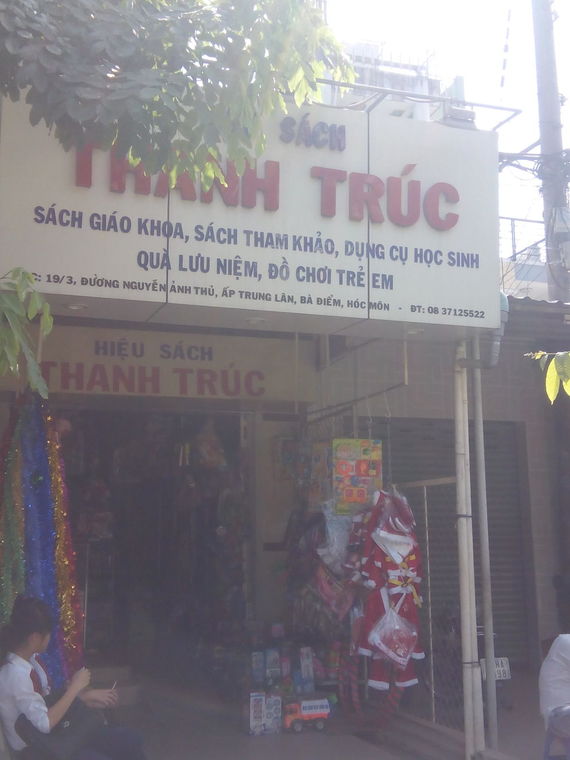 SÁCH
THANH TRÚC
SÁCH GIÁO KHOA, SÁCH THAM KHẢO, DỤNG CỤ HỌC SINH
QUÀ LƯU NIỆM, ĐỒ CHƠI TRẺ EM
C: 19/3, ĐƯỜNG NGUYỄN ẢNH THỦ, ẤP TRUNG LÂN, BÀ ĐIỂM, HÓC MÔN - ĐT: 08 37125522
HIỆU SÁCH
THANH TRÚC